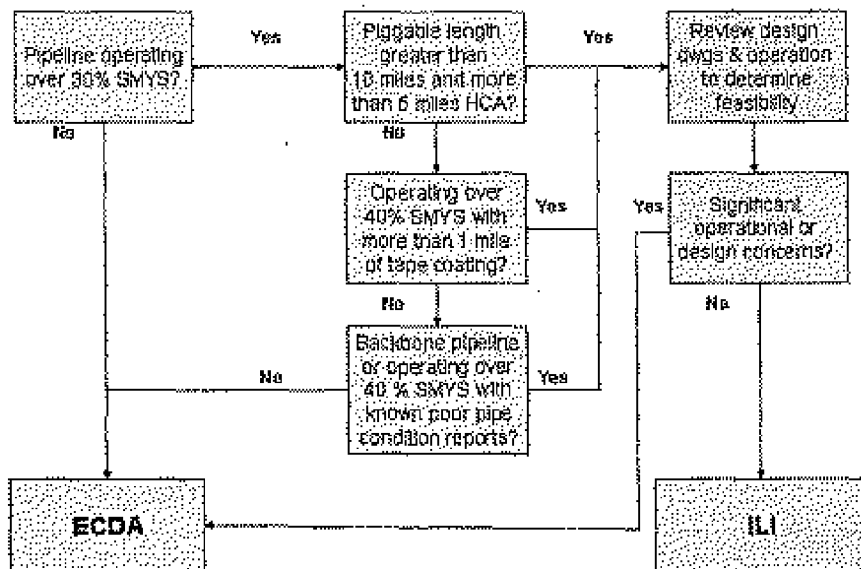 Pipeline operating
over 30% SMYS?
Yes
No
Piggable length
greater than
10 miles and more
than 6 miles HCA?
Yes
No
Review design
dwgs & operation
to determine
feasibility
Operating over
40% SMYS with
more than 1 mile
of tape coating?
Yes
No
Yes
Significant
operational or
design concerns?
No
Backbone pipeline
or operating over
40 % SMYS with
known poor pipe
condition reports?
No
Yes
ECDA
ILI